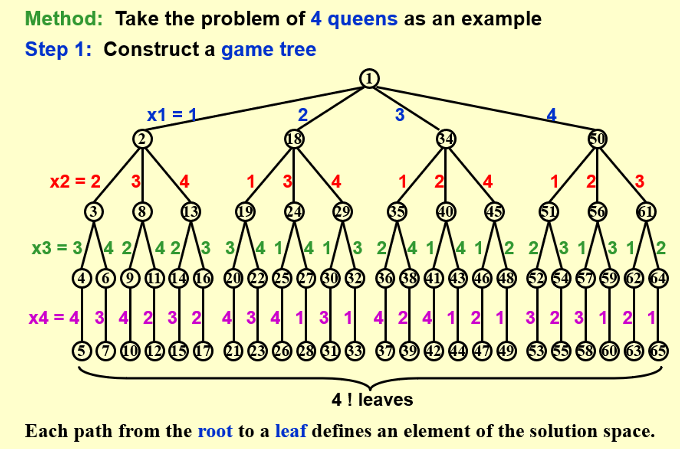 Method: Take the problem of 4 queens as an example
Step 1: Construct a game tree
1
x1 = 1 2 3 4
2 18 34 50
x2 = 2 3 4 1 3 4 1 2 4 1 2 3
3 8 13 19 24 29 35 40 45 51 56 61
x3 = 3 4 2 4 2 3 3 4 1 4 1 3 2 4 1 4 1 2 2 3 1 3 1 2
4 6 9 11 14 16 20 22 25 27 30 32 36 38 41 43 46 48 52 54 57 59 62 64
x4 = 4 3 4 2 3 2 4 3 4 1 3 1 4 2 4 1 2 1 3 2 3 1 2 1
5 7 10 12 15 17 21 23 26 28 31 33 37 39 42 44 47 49 53 55 58 60 63 65
4 ! leaves
Each path from the root to a leaf defines an element of the solution space.